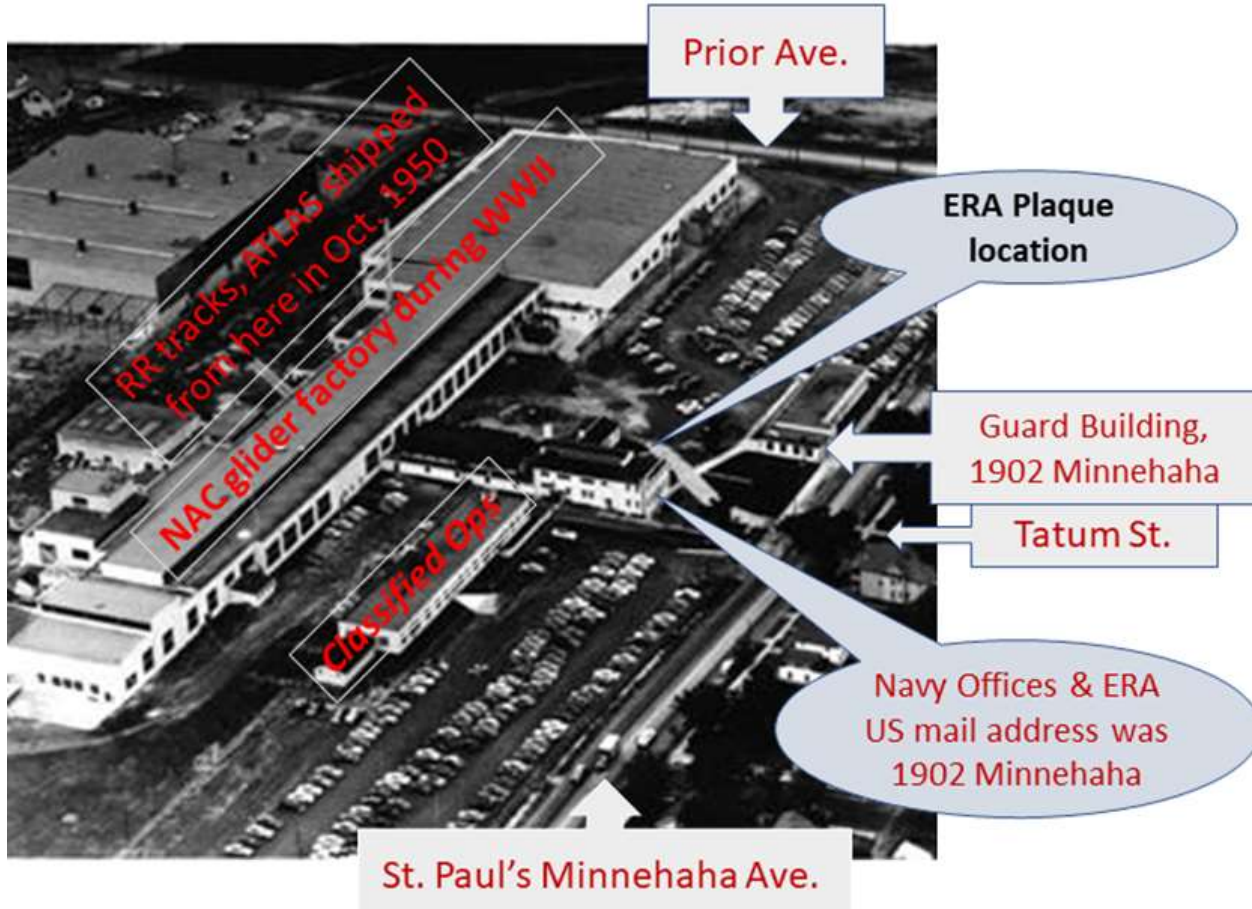 Prior Ave.
ERA Plaque
location
RR tracks, ATLAS shipped
from here in Oct. 1950
NAC glider factory during WWII
Guard Building,
1902 Minnehaha
Tatum St.
Classified Ops
Navy Offices & ERA
US mail address was
1902 Minnehaha
St. Paul’s Minnehaha Ave.